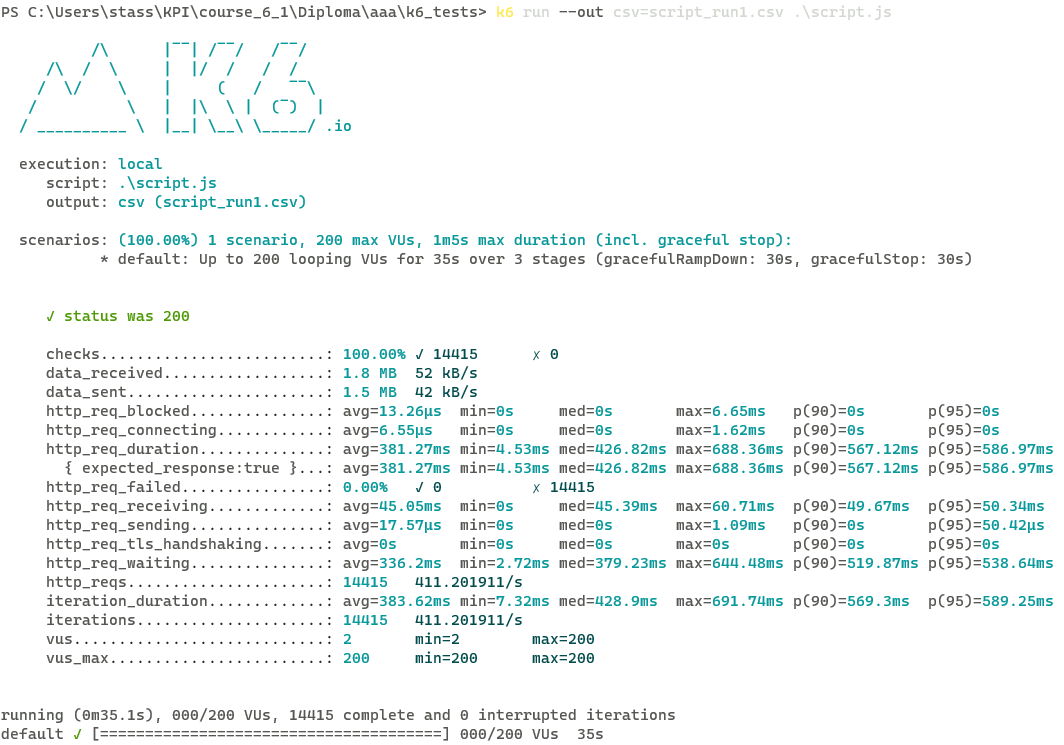 PS C:\Users\stass\KPI\course_6_1\Diploma\aaa\k6_tests> k6 run --out csv=script_run1.csv .\script.js
          /\      |‾‾| /‾‾/   /‾‾/
     /\  /  \     |  |/  /   /  /
    /  \/    \    |     (   /   ‾‾\
   /          \   |  |\  \ |  (‾)  |
  / __________ \  |__| \__\ \_____/ .io
  execution: local
     script: .\script.js
     output: csv (script_run1.csv)
  scenarios: (100.00%) 1 scenario, 200 max VUs, 1m5s max duration (incl. graceful stop):
           * default: Up to 200 looping VUs for 35s over 3 stages (gracefulRampDown: 30s, gracefulStop: 30s)
     ✓ status was 200
     checks.........................: 100.00% ✓ 14415      ✗ 0
     data_received..................: 1.8 MB  52 kB/s
     data_sent......................: 1.5 MB  42 kB/s
     http_req_blocked...............: avg=13.26µs  min=0s     med=0s       max=6.65ms   p(90)=0s       p(95)=0s
     http_req_connecting............: avg=6.55µs   min=0s     med=0s       max=1.62ms   p(90)=0s       p(95)=0s
     http_req_duration..............: avg=381.27ms min=4.53ms med=426.82ms max=688.36ms p(90)=567.12ms p(95)=586.97ms
       { expected_response:true }...: avg=381.27ms min=4.53ms med=426.82ms max=688.36ms p(90)=567.12ms p(95)=586.97ms
     http_req_failed................: 0.00%   ✓ 0          ✗ 14415
     http_req_receiving.............: avg=45.05ms  min=0s     med=45.39ms  max=60.71ms  p(90)=49.67ms  p(95)=50.34ms
     http_req_sending...............: avg=17.57µs  min=0s     med=0s       max=1.09ms   p(90)=0s       p(95)=50.42µs
     http_req_tls_handshaking.......: avg=0s       min=0s     med=0s       max=0s       p(90)=0s       p(95)=0s
     http_req_waiting...............: avg=336.2ms  min=2.72ms med=379.23ms max=644.48ms p(90)=519.87ms p(95)=538.64ms
     http_reqs......................: 14415   411.201911/s
     iteration_duration.............: avg=383.62ms min=7.32ms med=428.9ms  max=691.74ms p(90)=569.3ms  p(95)=589.25ms
     iterations.....................: 14415   411.201911/s
     vus............................: 2       min=2        max=200
     vus_max........................: 200     min=200      max=200
running (0m35.1s), 000/200 VUs, 14415 complete and 0 interrupted iterations
default ✓ [======================================] 000/200 VUs  35s